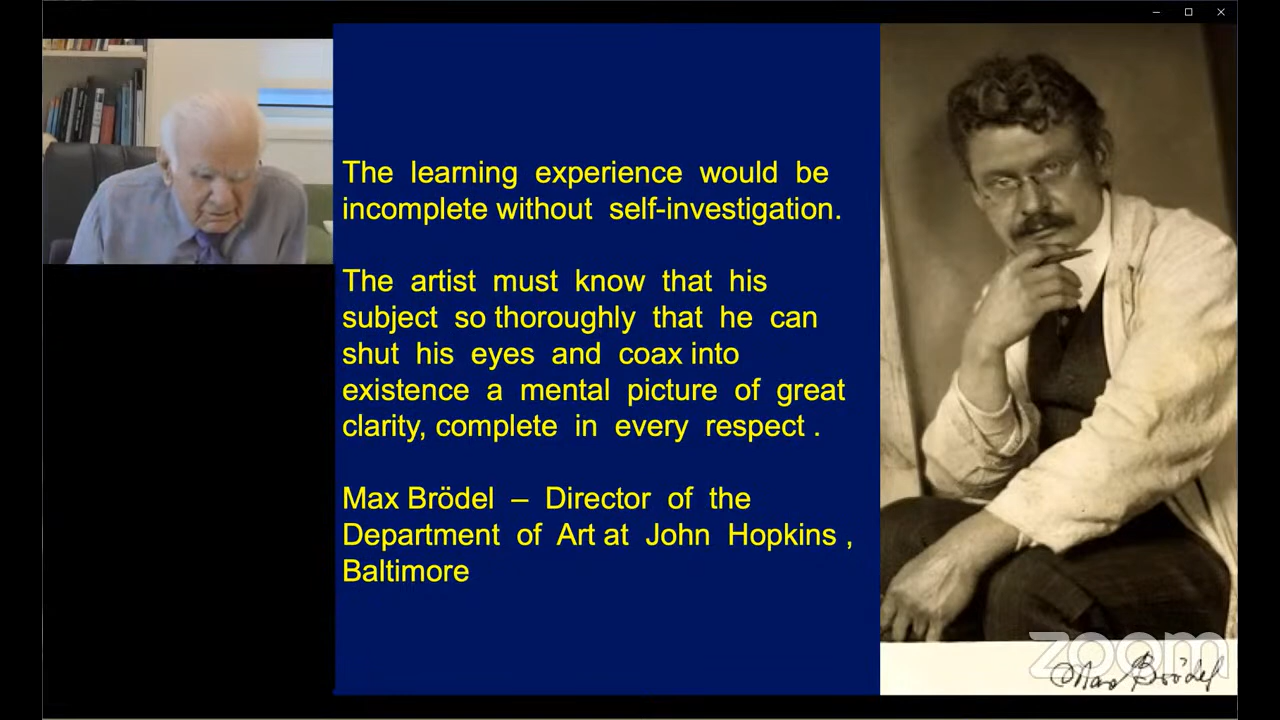 The learning experience would be
incomplete without self-investigation.
The artist must know that his
subject so thoroughly that he can
shut his eyes and coax into
existence a mental picture of great
clarity, complete in every respect .
Max Brödel – Director of the
Department of Art at John Hopkins ,
Baltimore
zoom
Max Brödel